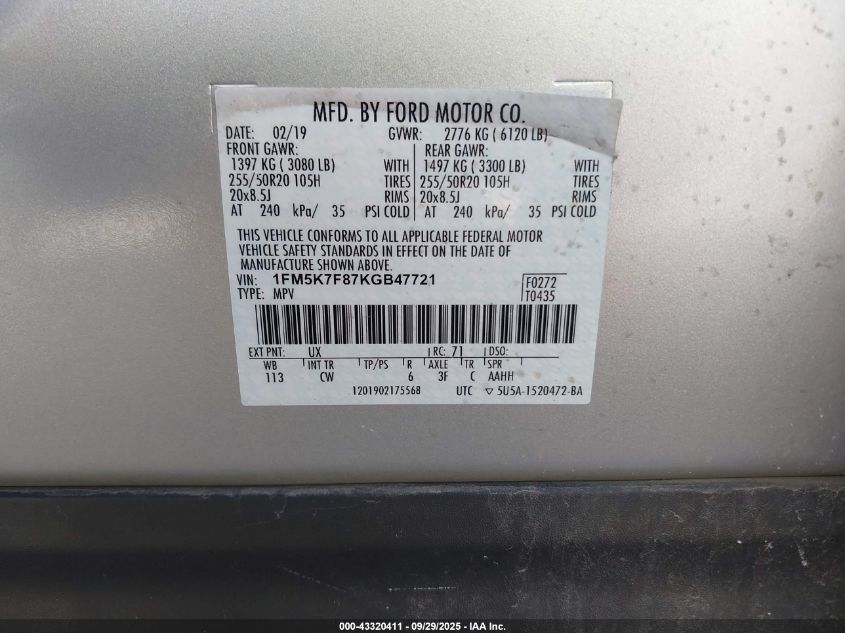 MFD. BY FORD MOTOR CO.
DATE: 02/19 GVWR: 2776 KG ( 6120 LB)
FRONT GAWR: REAR GAWR:
1397 KG ( 3080 LB) WITH 1497 KG ( 3300 LB) WITH
255/50R20 105H TIRES 255/50R20 105H TIRES
20x8.5J RIMS 20x8.5J RIMS
AT 240 kPa/ 35 PSI COLD AT 240 kPa/ 35 PSI COLD
THIS VEHICLE CONFORMS TO ALL APPLICABLE FEDERAL MOTOR
VEHICLE SAFETY STANDARDS IN EFFECT ON THE DATE OF
MANUFACTURE SHOWN ABOVE.
VIN: 1FM5K7F87KGB47721 F0272
TYPE: MPV T0435
EXT PNT: UX RC: 71 DSO:
WB INT TR TP/PS R AXLE TR SPR
113 CW 6 3F C AAHH
1201902175568 UTC ▽ 5U5A-1520472-BA
000-43320411 - 09/29/2025 - IAA Inc.